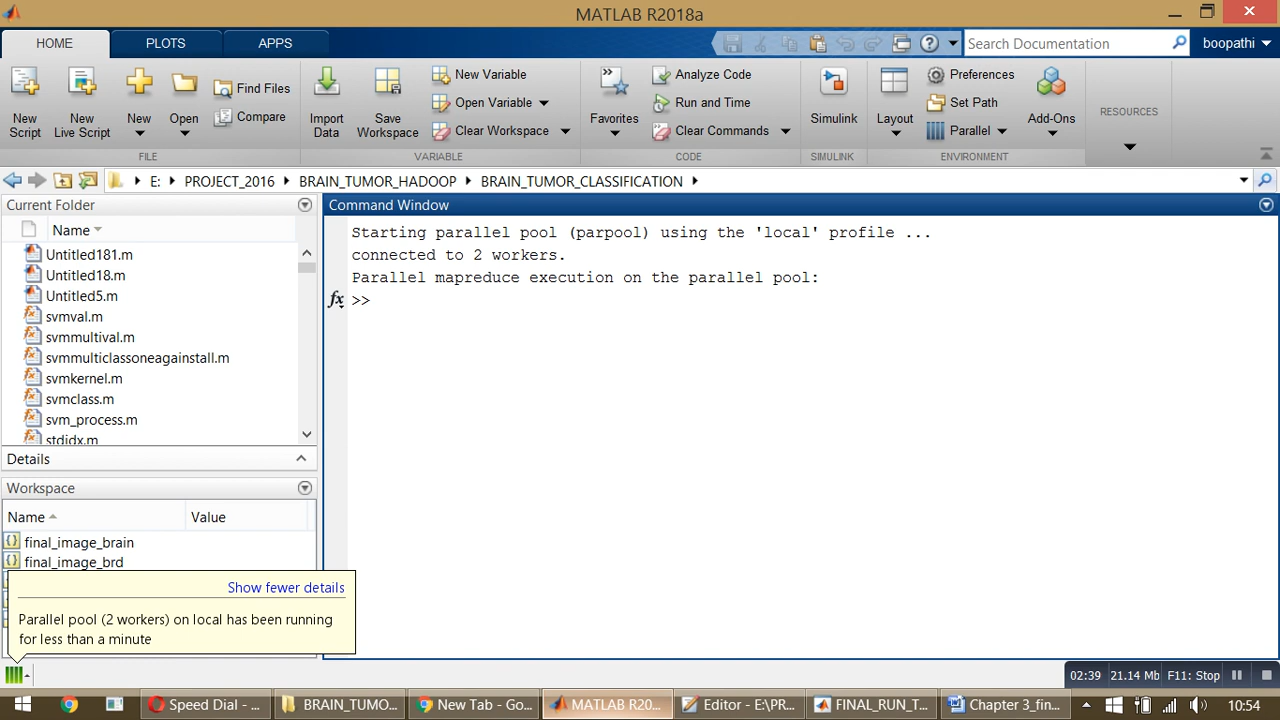 MATLAB R2018a
HOME
PLOTS
APPS
Search Documentation
boopathi
New Script
New Live Script
New
Open
Find Files
Compare
Import Data
Save Workspace
New Variable
Open Variable
Clear Workspace
Favorites
Analyze Code
Run and Time
Clear Commands
Simulink
Layout
Preferences
Set Path
Parallel
Add-Ons
RESOURCES
FILE
VARIABLE
CODE
SIMULINK
ENVIRONMENT
E: PROJECT_2016 BRAIN_TUMOR_HADOOP BRAIN_TUMOR_CLASSIFICATION
Current Folder
Name
Untitled181.m
Untitled18.m
Untitled5.m
svmval.m
svmmultival.m
svmmulticlassoneagainstall.m
svmkernel.m
svmclass.m
svm_process.m
stdidx.m
Details
Workspace
Name Value
final_image_brain
final_image_brd
Show fewer details
Parallel pool (2 workers) on local has been running
for less than a minute
Command Window
Starting parallel pool (parpool) using the 'local' profile ...
connected to 2 workers.
Parallel mapreduce execution on the parallel pool:
fx >>
02:39 21.14 Mb F11: Stop
Speed Dial - ...
BRAIN_TUMO...
New Tab - Go...
MATLAB R20...
Editor - E:\PR...
FINAL_RUN_T...
Chapter 3_fin...
10:54